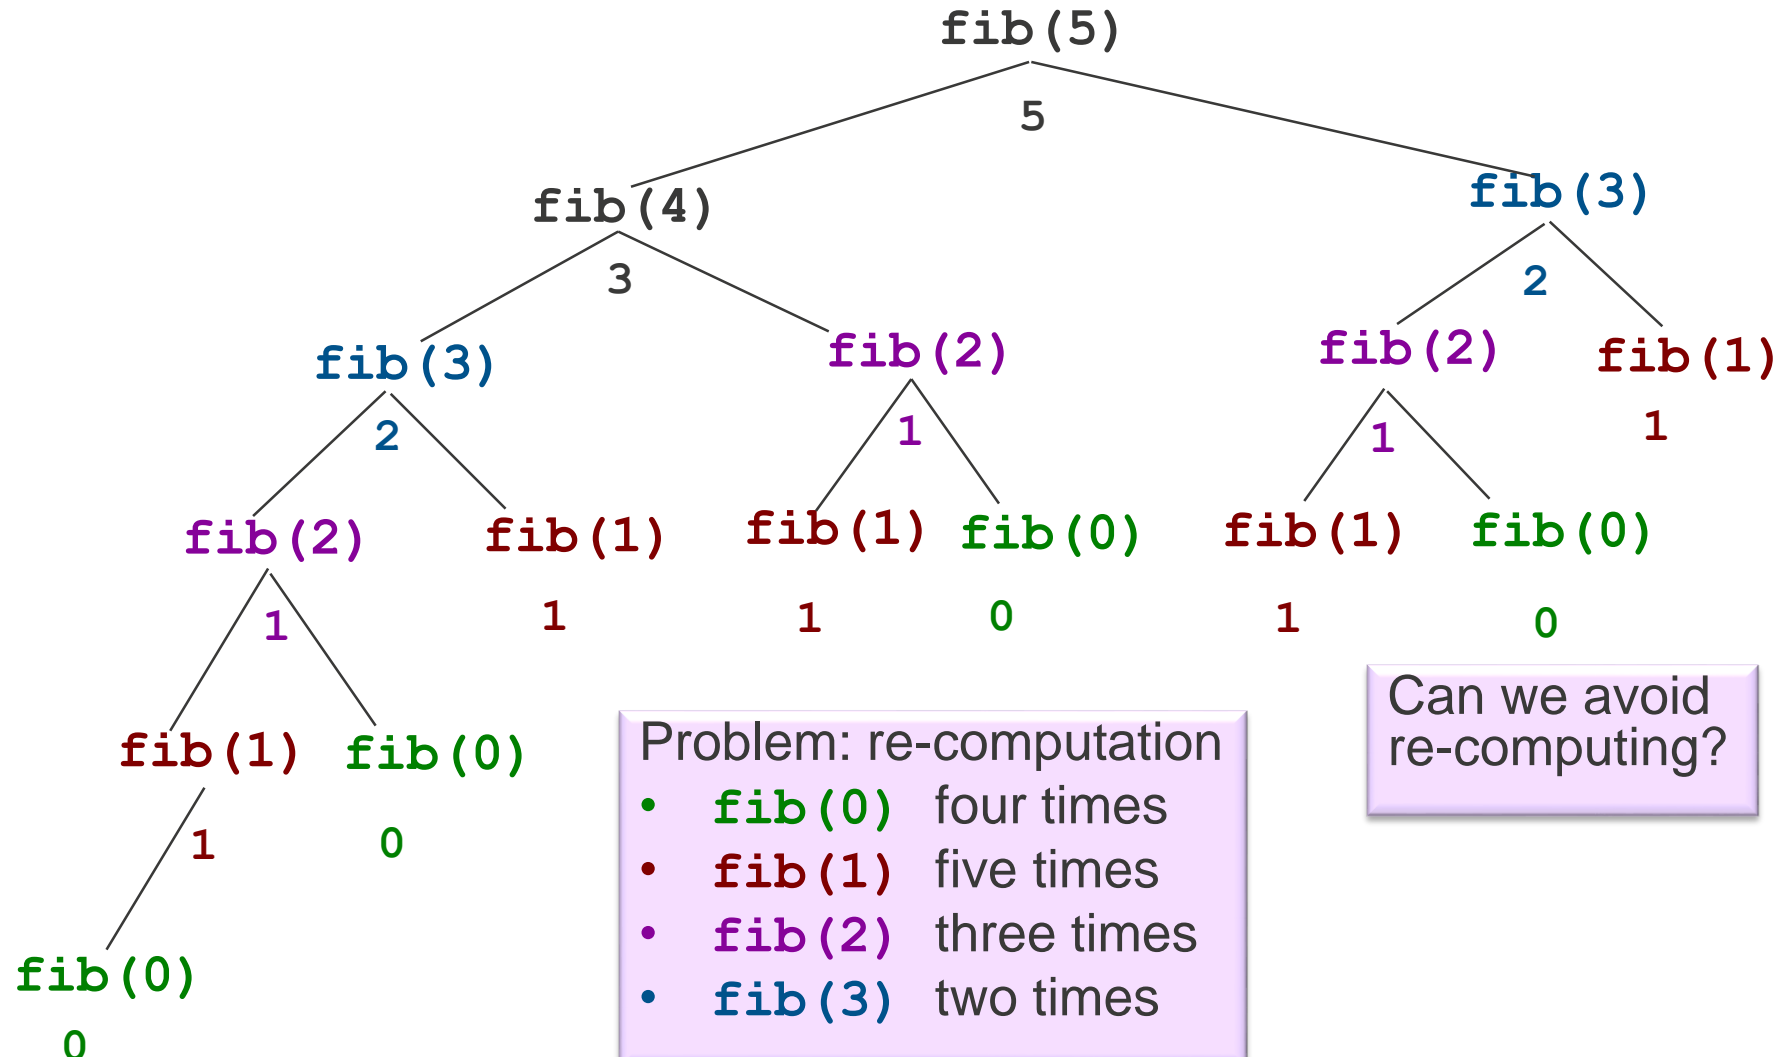 fib(5)
5
fib(4)
fib(3)
3
2
fib(3)
fib(2)
fib(2)
fib(1)
2
1
1
1
fib(2)
fib(1)
fib(1)
fib(0)
fib(1)
fib(0)
1
1
1
0
1
0
fib(1)
fib(0)
1
0
fib(0)
0
Problem: re-computation
• fib(0) four times
• fib(1) five times
• fib(2) three times
• fib(3) two times
Can we avoid
re-computing?